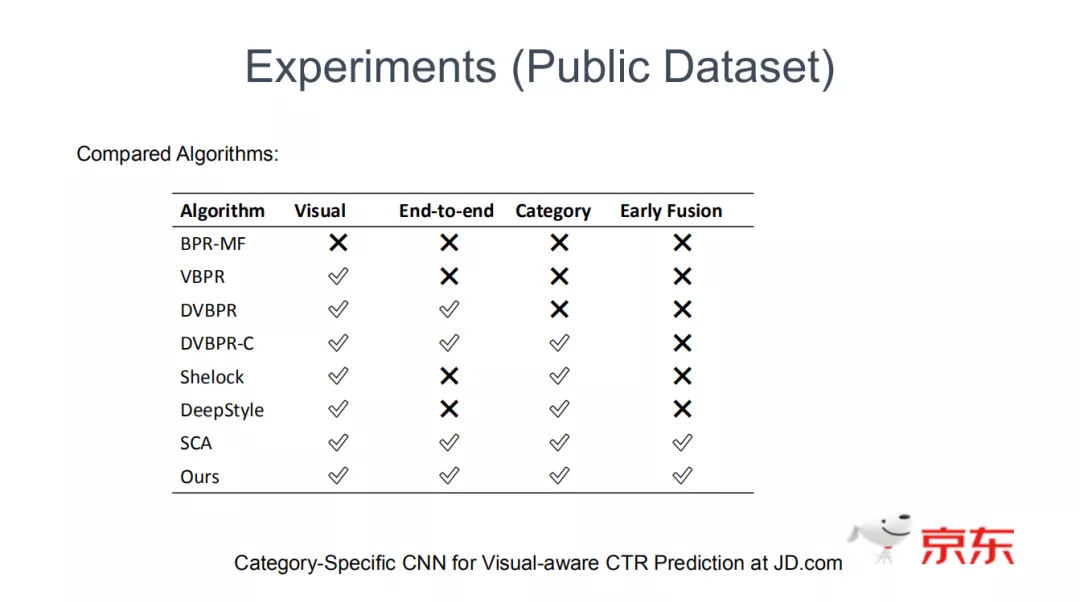 Experiments (Public Dataset)
Compared Algorithms:
Algorithm Visual End-to-end Category Early Fusion
BPR-MF ✕ ✕ ✕ ✕
VBPR ✓ ✕ ✕ ✕
DVBPR ✓ ✓ ✕ ✕
DVBPR-C ✓ ✓ ✓ ✕
Shelock ✓ ✕ ✓ ✕
DeepStyle ✓ ✕ ✓ ✕
SCA ✓ ✓ ✓ ✓
Ours ✓ ✓ ✓ ✓
Category-Specific CNN for Visual-aware CTR Prediction at JD.com
京东